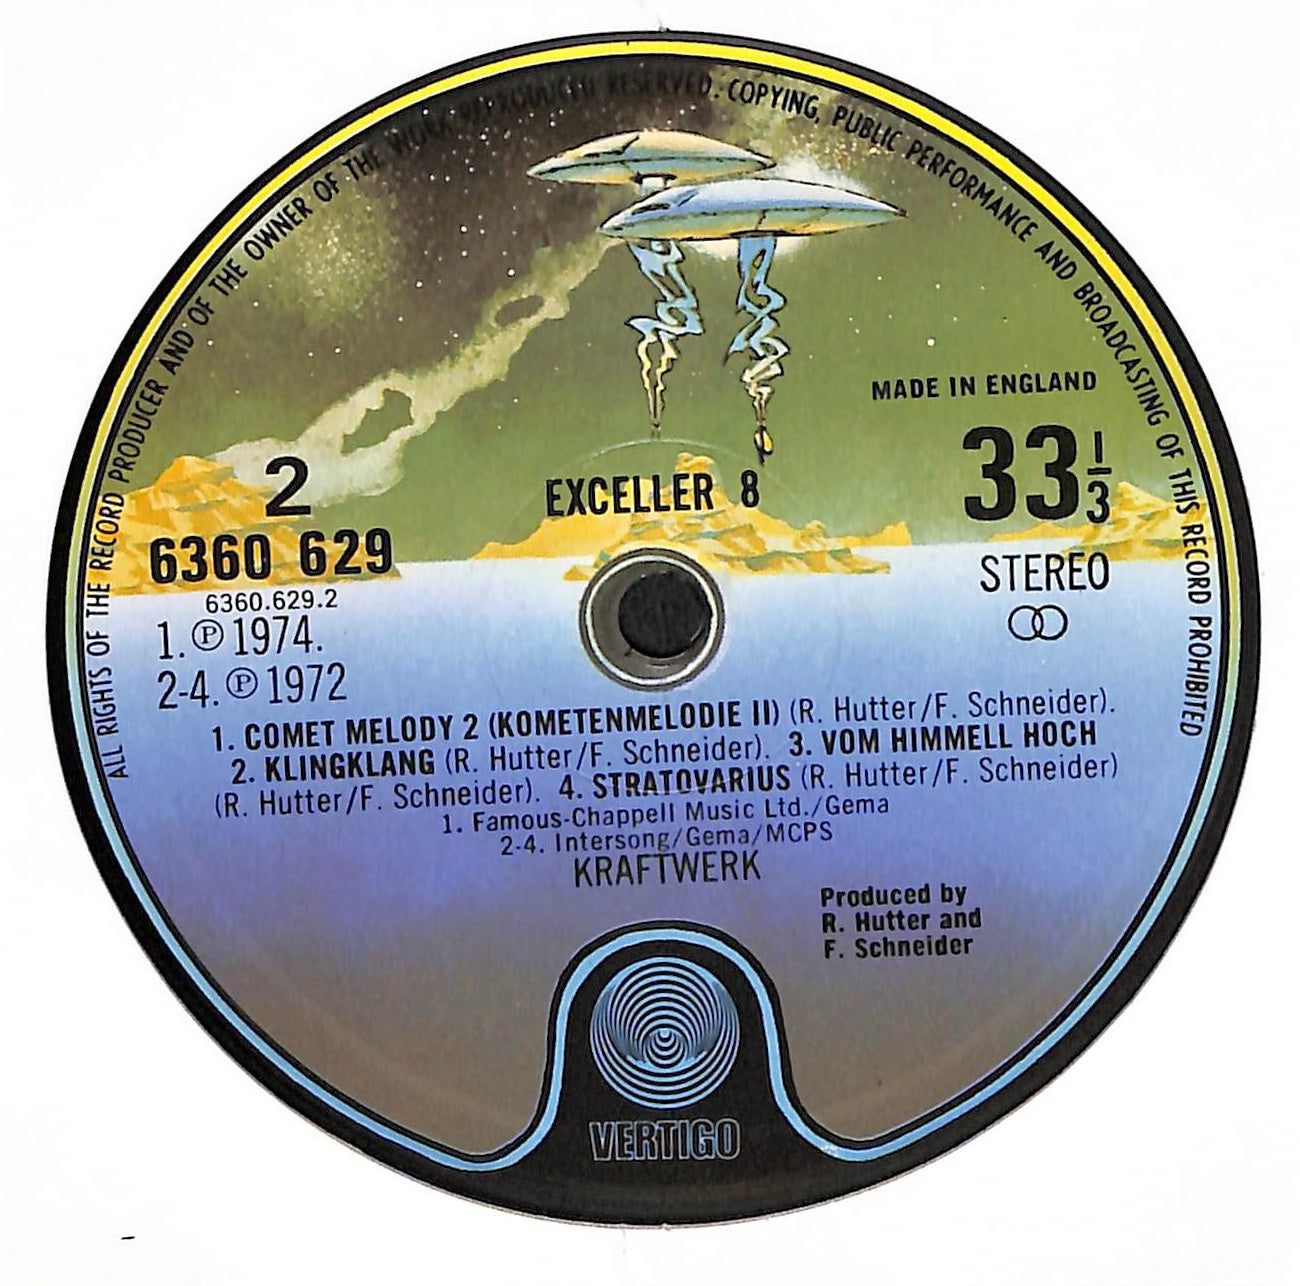 ALL RIGHTS OF THE RECORD PRODUCER AND OF THE OWNER OF THE WORK REPRODUCED RESERVED. COPYING, PUBLIC PERFORMANCE AND BROADCASTING OF THIS RECORD PROHIBITED
MADE IN ENGLAND
2
EXCELLER 8
33 1/3
6360 629
STEREO
6360.629.2
1. ℗ 1974.
2-4. ℗ 1972
1. COMET MELODY 2 (KOMETENMELODIE II) (R. Hutter/F. Schneider).
2. KLINGKLANG (R. Hutter/F. Schneider). 3. VOM HIMMELL HOCH
(R. Hutter/F. Schneider). 4. STRATOVARIUS (R. Hutter/F. Schneider)
1. Famous-Chappell Music Ltd./Gema
2-4. Intersong/Gema/MCPS
KRAFTWERK
Produced by
R. Hutter and
F. Schneider
VERTIGO